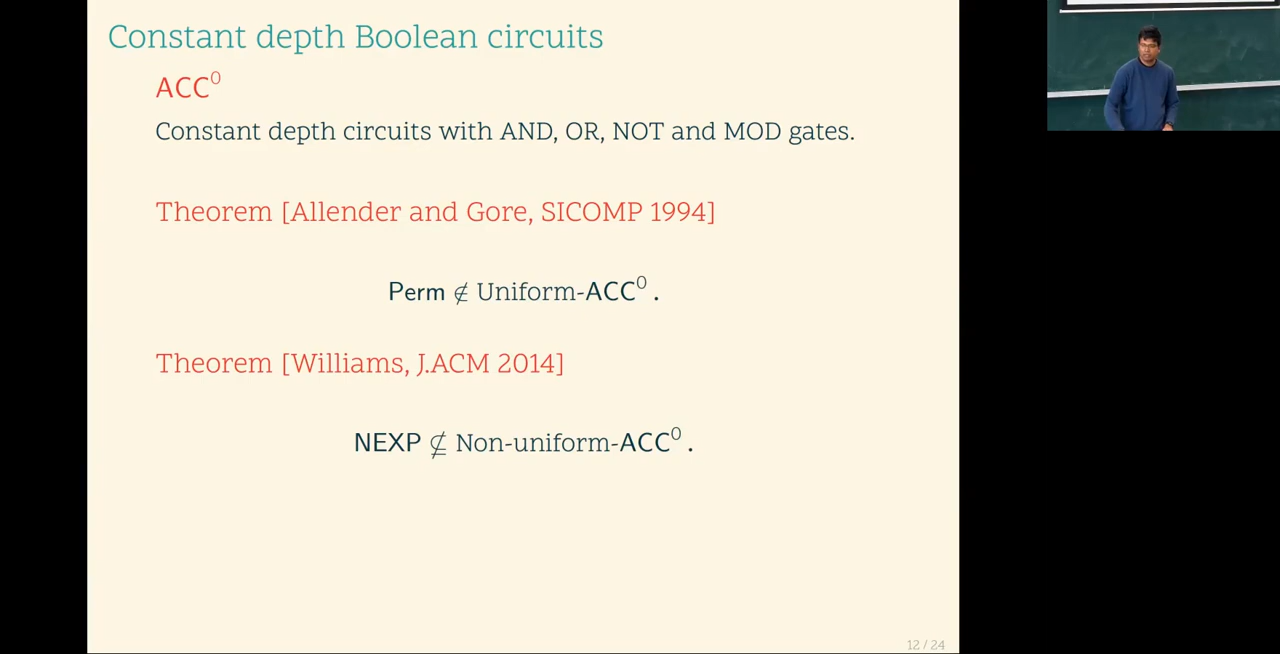 Constant depth Boolean circuits
ACC⁰
Constant depth circuits with AND, OR, NOT and MOD gates.
Theorem [Allender and Gore, SICOMP 1994]
Perm ∉ Uniform-ACC⁰ .
Theorem [Williams, J.ACM 2014]
NEXP ⊈ Non-uniform-ACC⁰ .
12 / 24